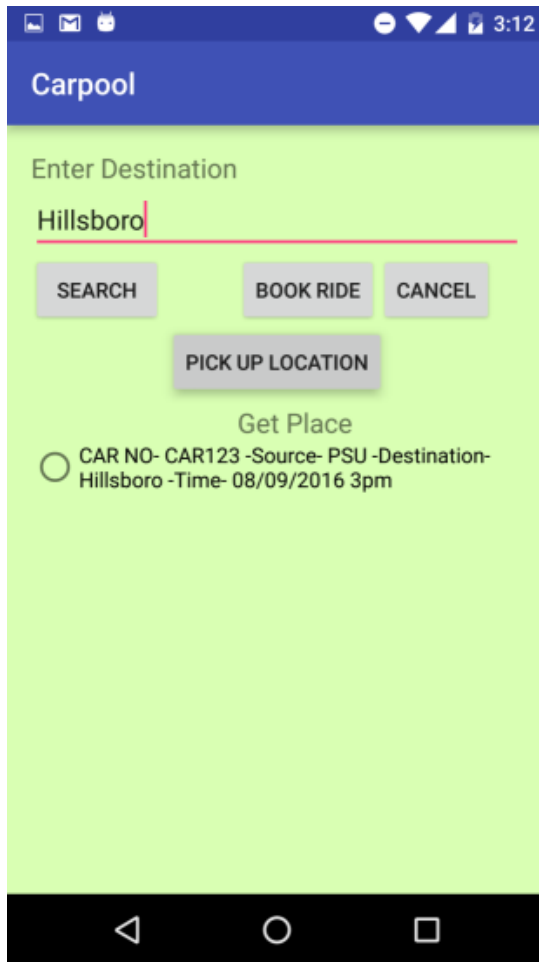 3:12
Carpool
Enter Destination
Hillsboro
SEARCH BOOK RIDE CANCEL
PICK UP LOCATION
Get Place
CAR NO- CAR123 -Source- PSU -Destination-
Hillsboro -Time- 08/09/2016 3pm